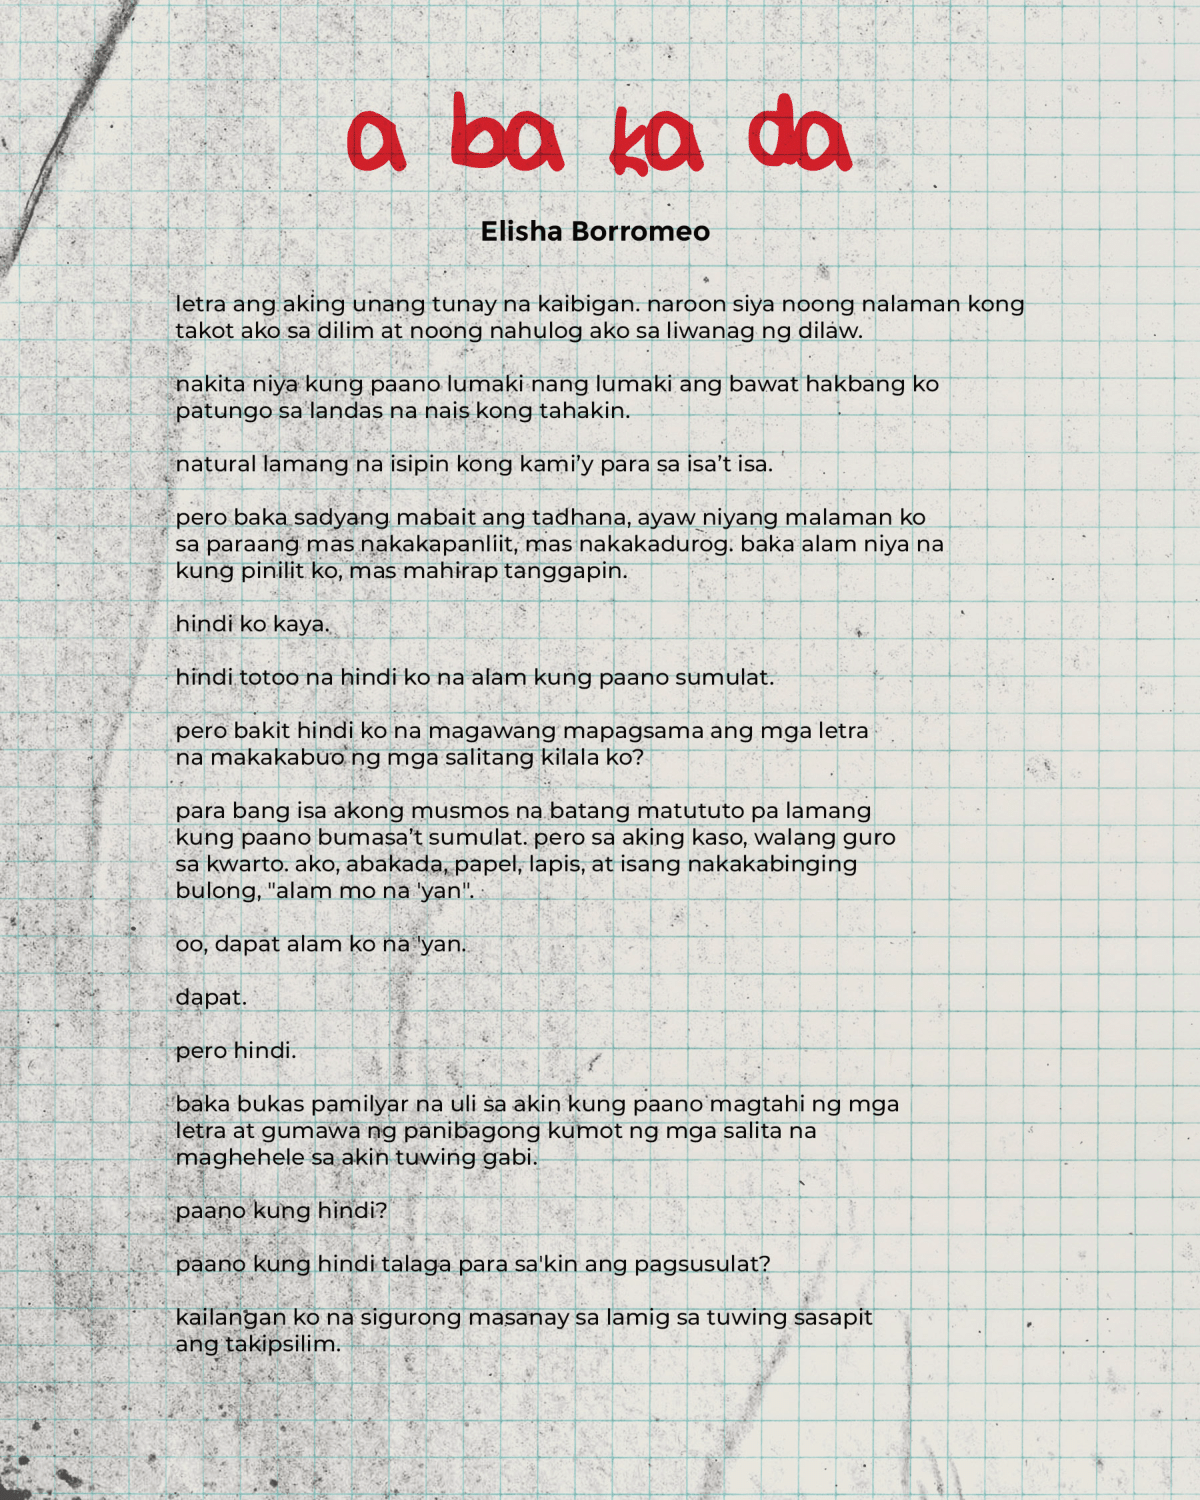 a ba ka da
Elisha Borromeo
letra ang aking unang tunay na kaibigan. naroon siya noong nalaman kong
takot ako sa dilim at noong nahulog ako sa liwanag ng dilaw.
nakita niya kung paano lumaki nang lumaki ang bawat hakbang ko
patungo sa landas na nais kong tahakin.
natural lamang na isipin kong kami’y para sa isa’t isa.
pero baka sadyang mabait ang tadhana, ayaw niyang malaman ko
sa paraang mas nakakapanliit, mas nakakadurog. baka alam niya na
kung pinilit ko, mas mahirap tanggapin.
hindi ko kaya.
hindi totoo na hindi ko na alam kung paano sumulat.
pero bakit hindi ko na magawang mapagsama ang mga letra
na makakabuo ng mga salitang kilala ko?
para bang isa akong musmos na batang matututo pa lamang
kung paano bumasa’t sumulat. pero sa aking kaso, walang guro
sa kwarto. ako, abakada, papel, lapis, at isang nakakabinging
bulong, "alam mo na 'yan".
oo, dapat alam ko na 'yan.
dapat.
pero hindi.
baka bukas pamilyar na uli sa akin kung paano magtahi ng mga
letra at gumawa ng panibagong kumot ng mga salita na
maghehele sa akin tuwing gabi.
paano kung hindi?
paano kung hindi talaga para sa'kin ang pagsusulat?
kailangan ko na sigurong masanay sa lamig sa tuwing sasapit
ang takipsilim.